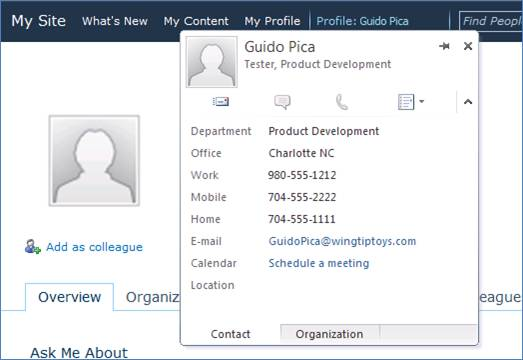 My Site What's New My Content My Profile Profile: Guido Pica Find People
Guido Pica
Tester, Product Development
Department Product Development
Office Charlotte NC
Work 980-555-1212
Mobile 704-555-2222
Home 704-555-1111
E-mail GuidoPica@wingtiptoys.com
Add as colleague
Calendar Schedule a meeting
Location
Overview Organiz eague
Contact Organization
Ask Me About